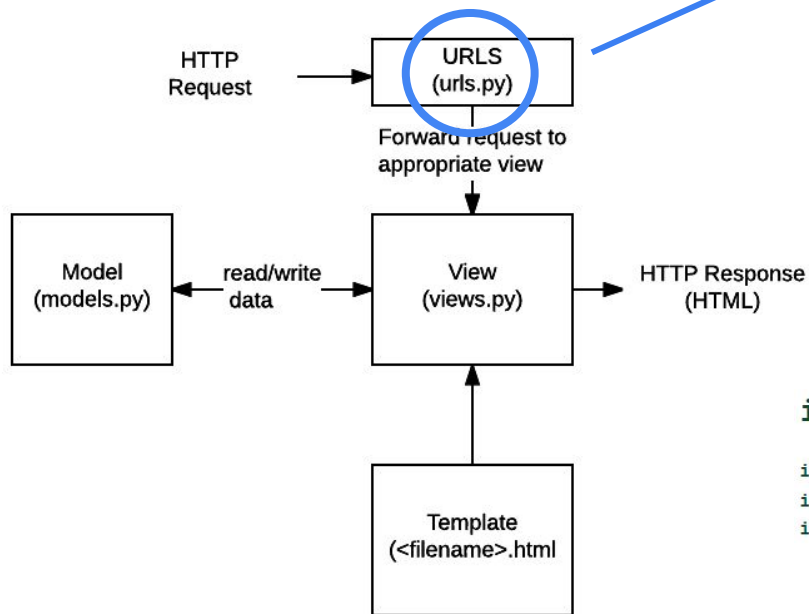 HTTP
Request
URLS
(urls.py)
Forward request to
appropriate view
Model
(models.py)
read/write
data
View
(views.py)
HTTP Response
(HTML)
Template
(<filename>.html
i
i
i
i